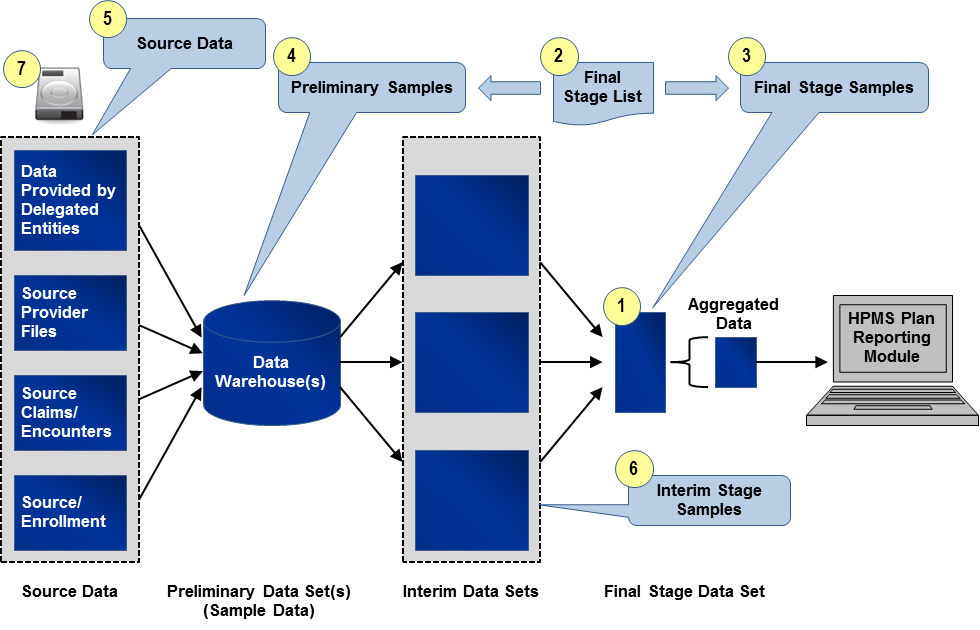 5
Source Data
7
4
Preliminary Samples
2
Final
Stage List
3
Final Stage Samples
Data
Provided by
Delegated
Entities
Source
Provider
Files
Source
Claims/
Encounters
Source/
Enrollment
Data
Warehouse(s)
1
Aggregated
Data
HPMS Plan
Reporting
Module
6
Interim Stage
Samples
Source Data
Preliminary Data Set(s)
(Sample Data)
Interim Data Sets
Final Stage Data Set